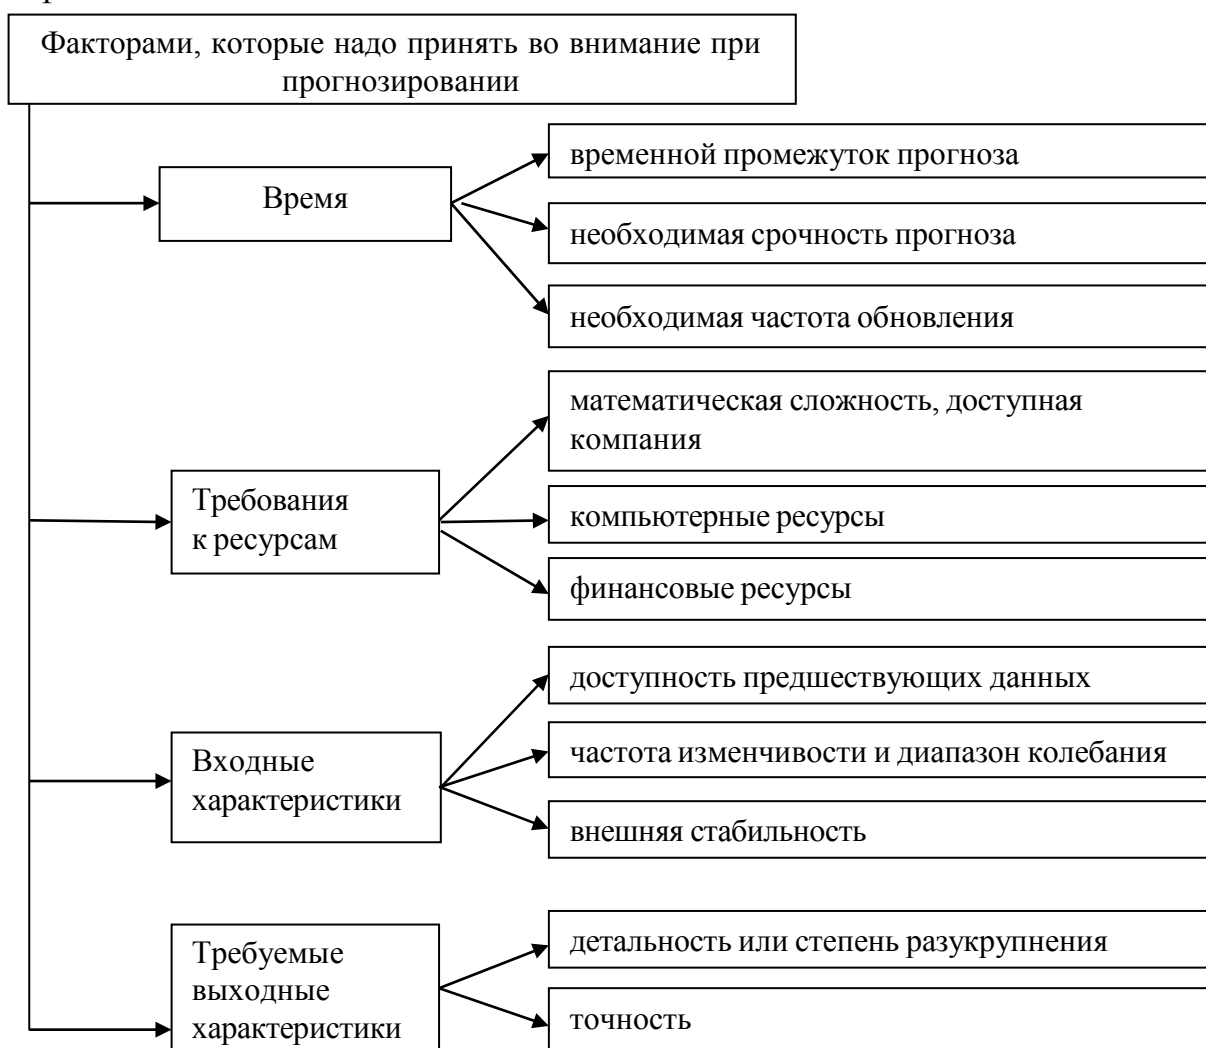 Факторами, которые надо принять во внимание при
прогнозировании
Время
временной промежуток прогноза
необходимая срочность прогноза
необходимая частота обновления
Требования
к ресурсам
математическая сложность, доступная
компания
компьютерные ресурсы
финансовые ресурсы
Входные
характеристики
доступность предшествующих данных
частота изменчивости и диапазон колебания
внешняя стабильность
Требуемые
выходные
характеристики
детальность или степень разукрупнения
точность